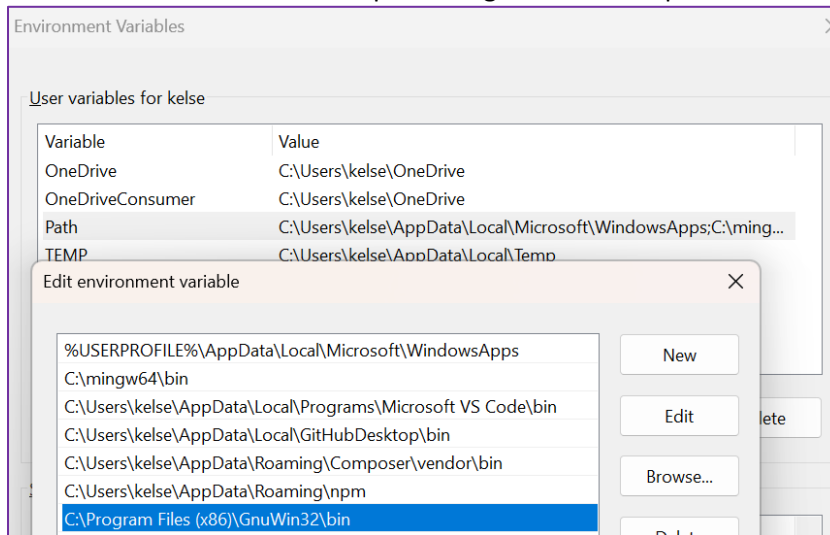 Environment Variables
User variables for kelse
Variable Value
OneDrive C:\Users\kelse\OneDrive
OneDriveConsumer C:\Users\kelse\OneDrive
Path C:\Users\kelse\AppData\Local\Microsoft\WindowsApps;C:\ming...
TEMP C:\Users\kelse\AppData\Local\Temp
Edit environment variable
%USERPROFILE%\AppData\Local\Microsoft\WindowsApps
New
C:\mingw64\bin
C:\Users\kelse\AppData\Local\Programs\Microsoft VS Code\bin
Edit
lete
C:\Users\kelse\AppData\Local\GitHubDesktop\bin
C:\Users\kelse\AppData\Roaming\Composer\vendor\bin
Browse...
C:\Users\kelse\AppData\Roaming\npm
C:\Program Files (x86)\GnuWin32\bin